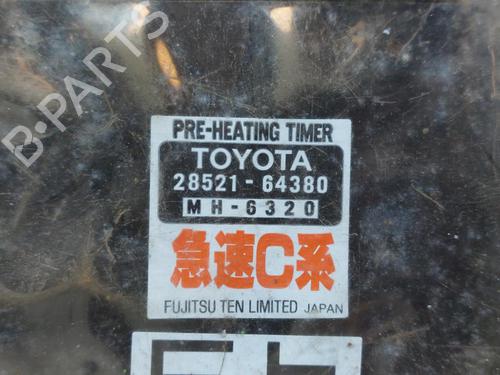 B-PARTS
PRE-HEATING TIMER
TOYOTA
28521-64380
MH-6320
急速C系
FUJITSU TEN LIMITED JAPAN